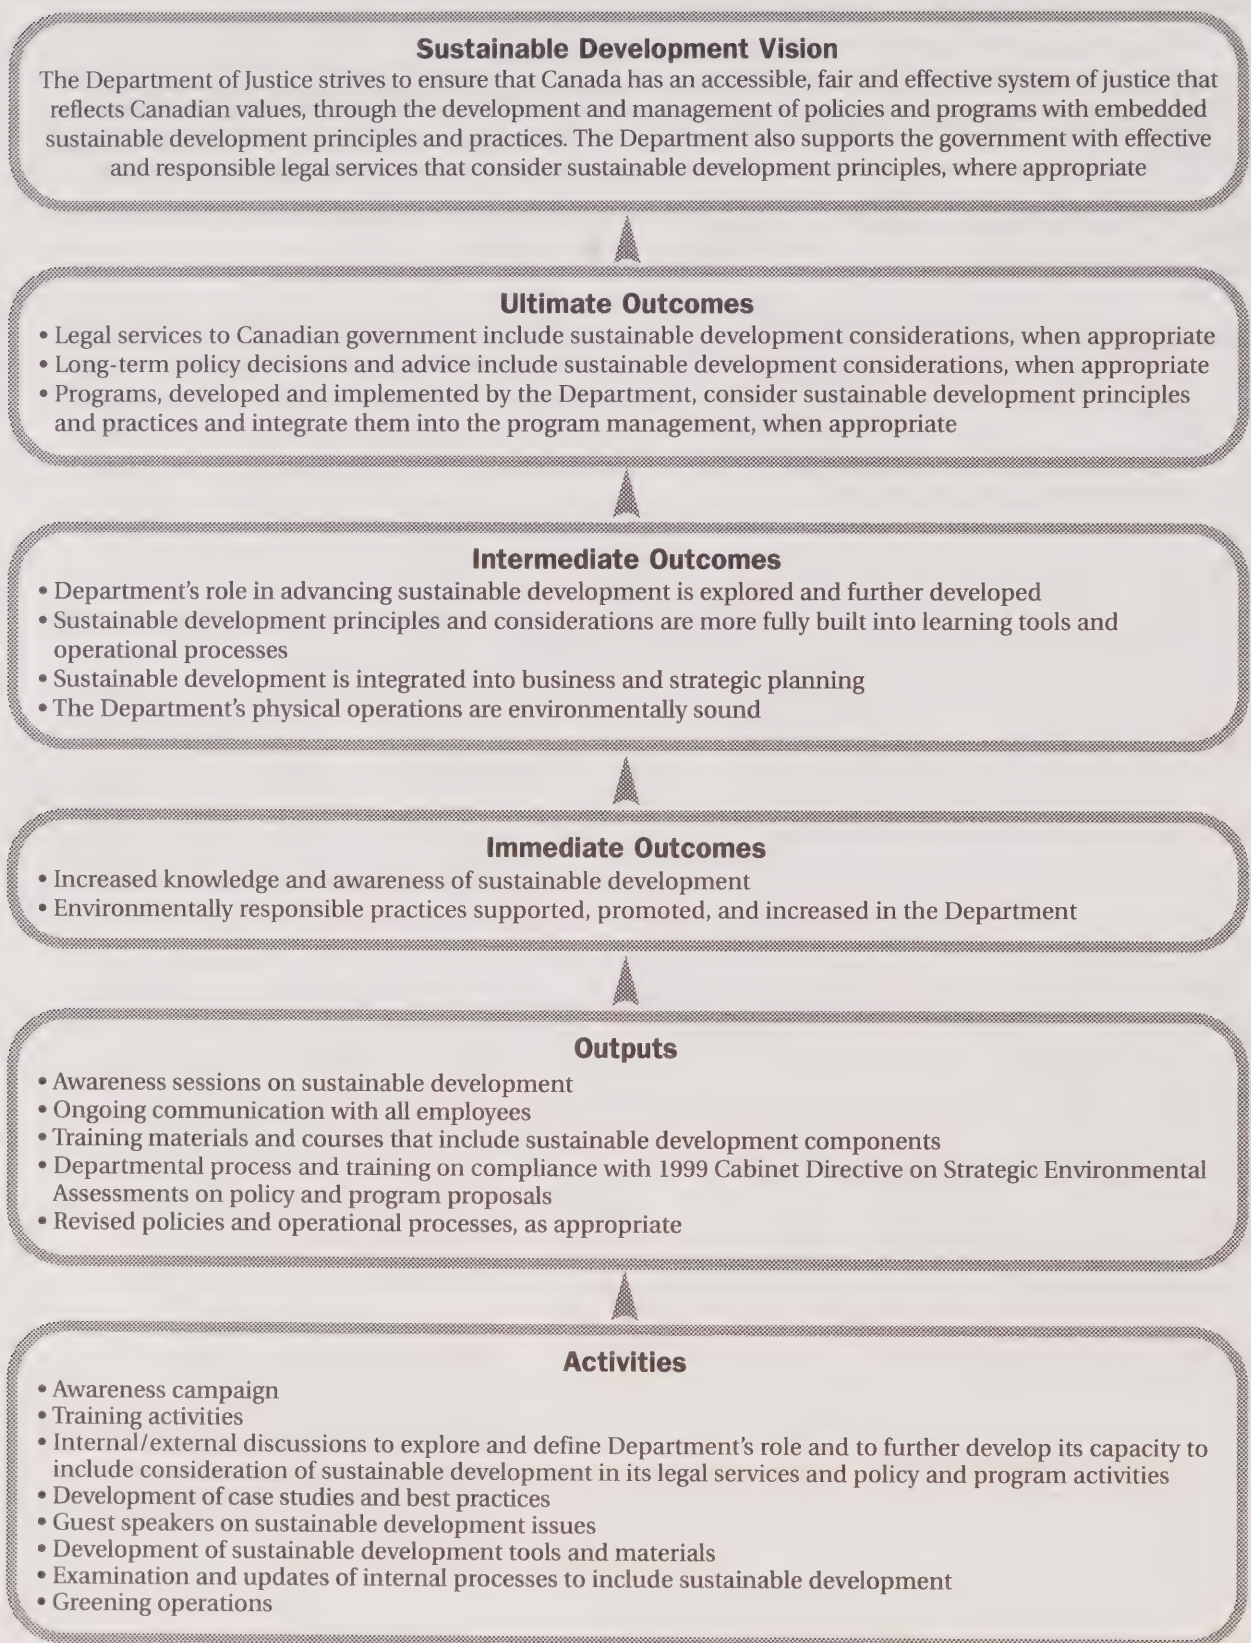 Sustainable Development Vision
The Department of Justice strives to ensure that Canada has an accessible, fair and effective system of justice that
reflects Canadian values, through the development and management of policies and programs with embedded
sustainable development principles and practices. The Department also supports the government with effective
and responsible legal services that consider sustainable development principles, where appropriate
Ultimate Outcomes
• Legal services to Canadian government include sustainable development considerations, when appropriate
• Long-term policy decisions and advice include sustainable development considerations, when appropriate
• Programs, developed and implemented by the Department, consider sustainable development principles
and practices and integrate them into the program management, when appropriate
Intermediate Outcomes
• Department's role in advancing sustainable development is explored and further developed
• Sustainable development principles and considerations are more fully built into learning tools and
operational processes
• Sustainable development is integrated into business and strategic planning
• The Department's physical operations are environmentally sound
Immediate Outcomes
• Increased knowledge and awareness of sustainable development
• Environmentally responsible practices supported, promoted, and increased in the Department
Outputs
• Awareness sessions on sustainable development
• Ongoing communication with all employees
• Training materials and courses that include sustainable development components
• Departmental process and training on compliance with 1999 Cabinet Directive on Strategic Environmental
Assessments on policy and program proposals
• Revised policies and operational processes, as appropriate
Activities
• Awareness campaign
• Training activities
• Internal/external discussions to explore and define Department's role and to further develop its capacity to
include consideration of sustainable development in its legal services and policy and program activities
• Development of case studies and best practices
• Guest speakers on sustainable development issues
• Development of sustainable development tools and materials
• Examination and updates of internal processes to include sustainable development
• Greening operations